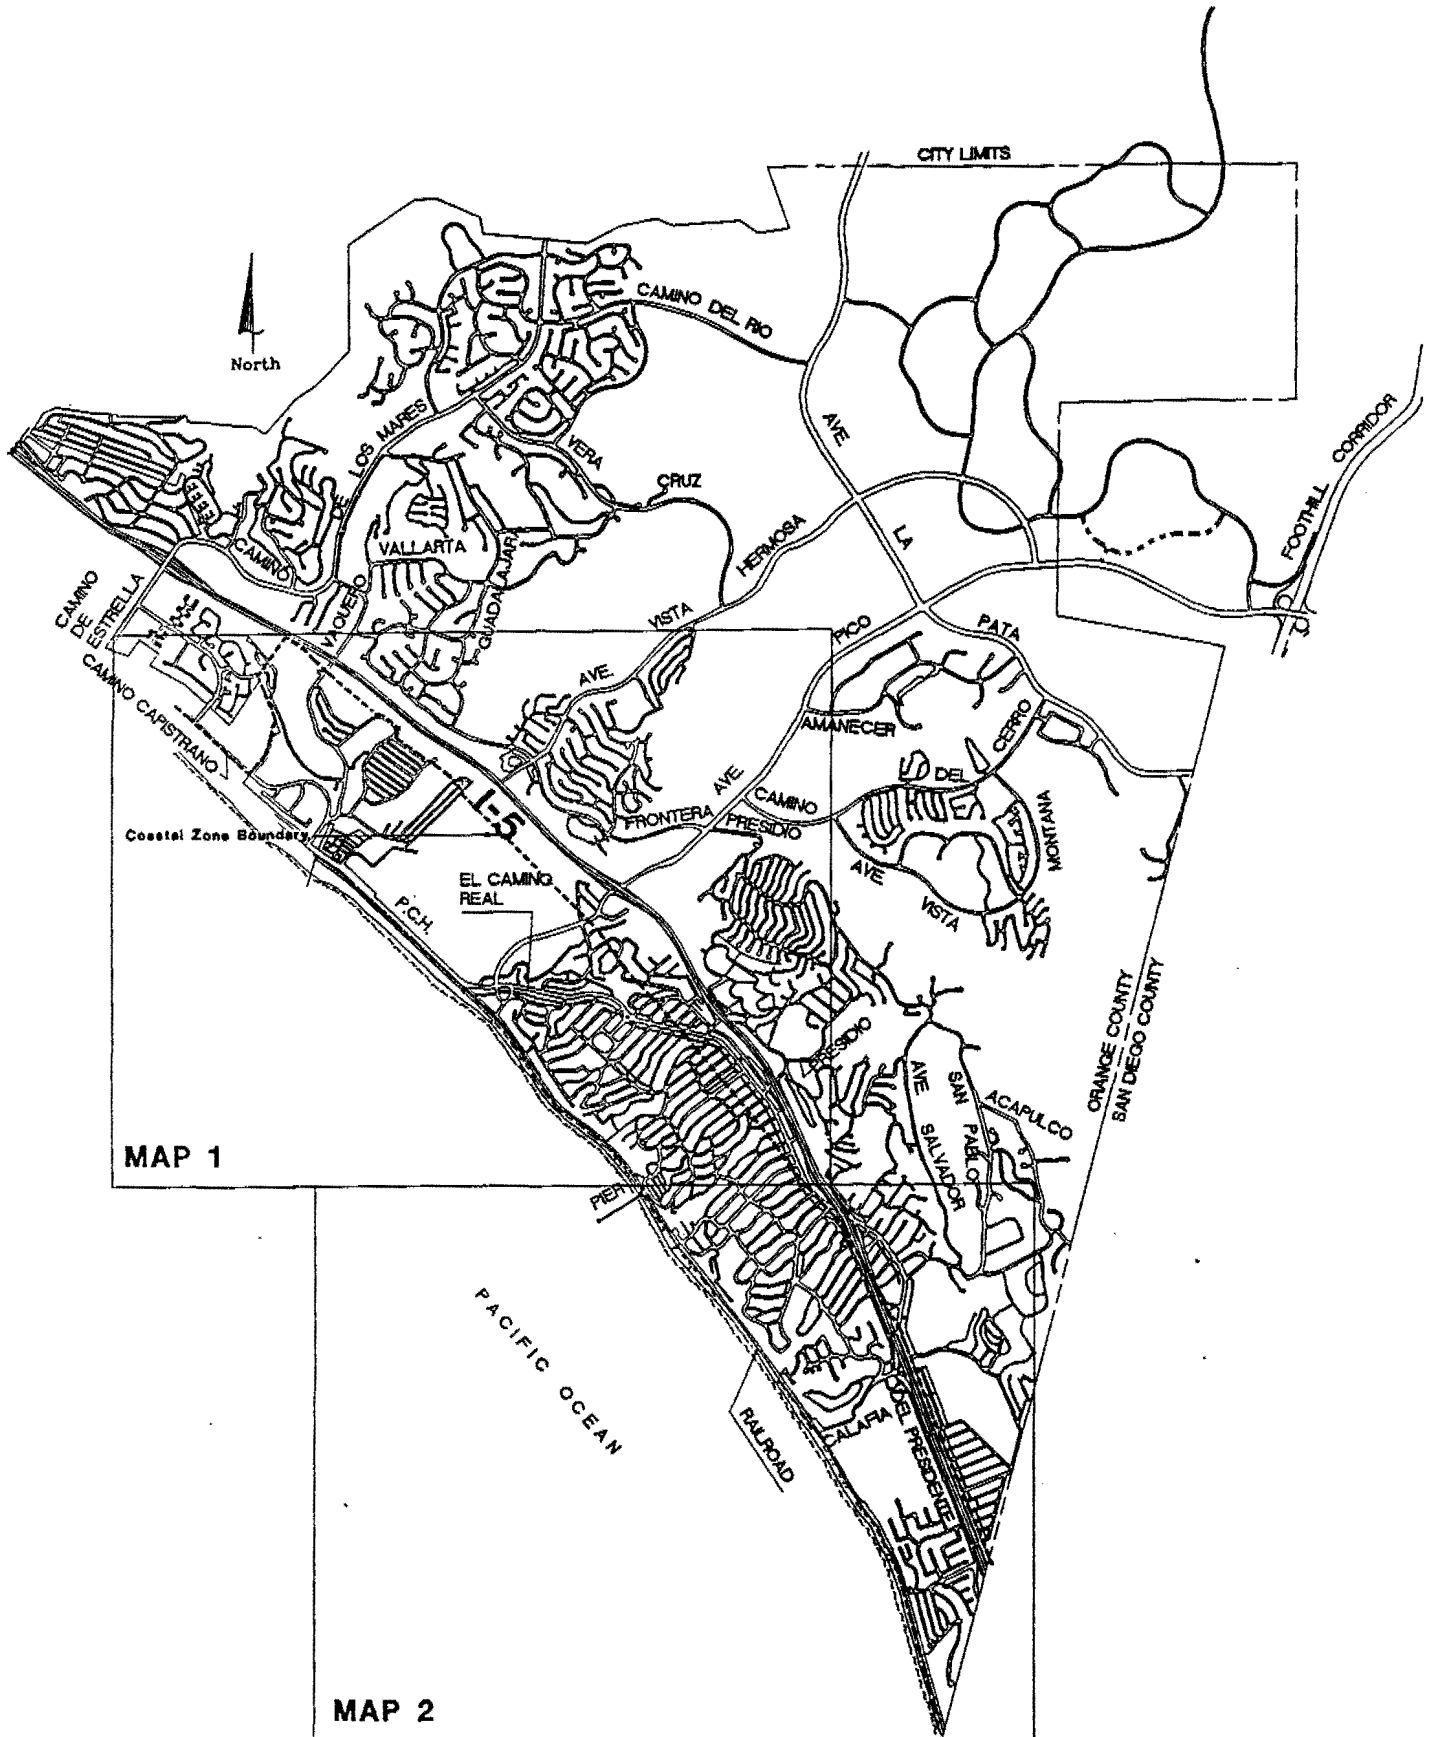 CITY LIMITS
North
CAMINO DEL RIO
AVE
LA
PATA
FOOTHILL CORRIDOR
CAMINO
DE
LOS MARES
VERA
CRUZ
HERMOSA
VALLARTA
GUADALAJARA
VAQUERO
CAMINO
DE
ESTRELLA
VISTA
AVE.
PICO
AVE.
CAMINO CAPISTRANO
AMANECER
CERRO
DEL
CAMINO
MONTANA
I-5
FRONTERA
PRESIDIO
AVE
VISTA
Coastal Zone Boundary
EL CAMINO
REAL
P.C.H.
PRESIDIO
AVE
SALVADOR
SAN
PABLO
ACAPULCO
ORANGE COUNTY
SAN DIEGO COUNTY
MAP 1
PIER
PACIFIC OCEAN
RAILROAD
CALAFIA
DEL PRESIDENTE
MAP 2